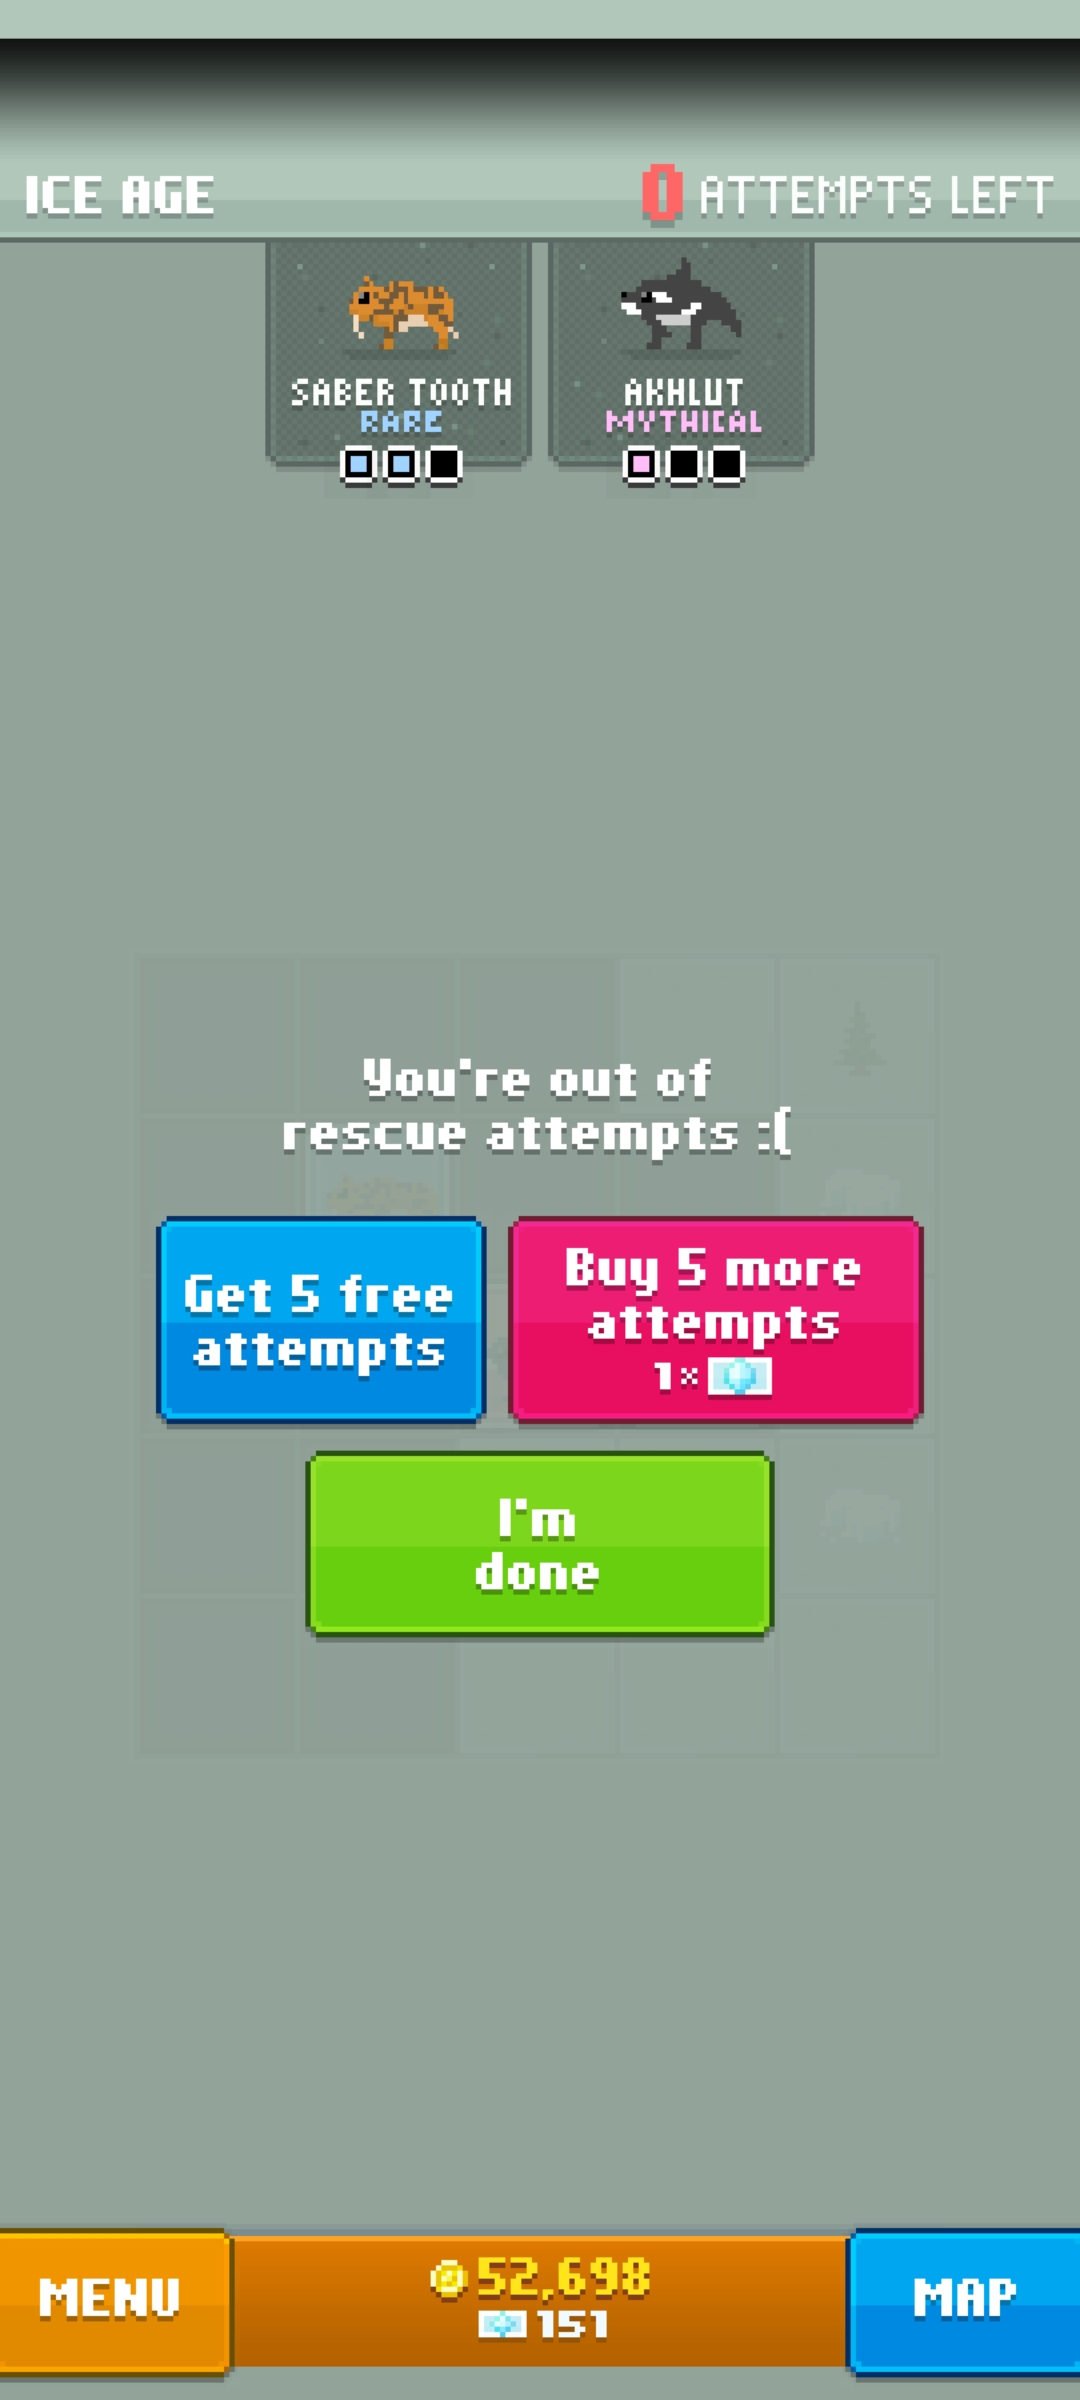 ICE AGE
0 ATTEMPTS LEFT
SABER TOOTH
RARE
AKHLUT
MYTHICAL
You're out of
rescue attempts :(
Get 5 free
attempts
Buy 5 more
attempts
1×
I'm
done
MENU
52,698
151
MAP